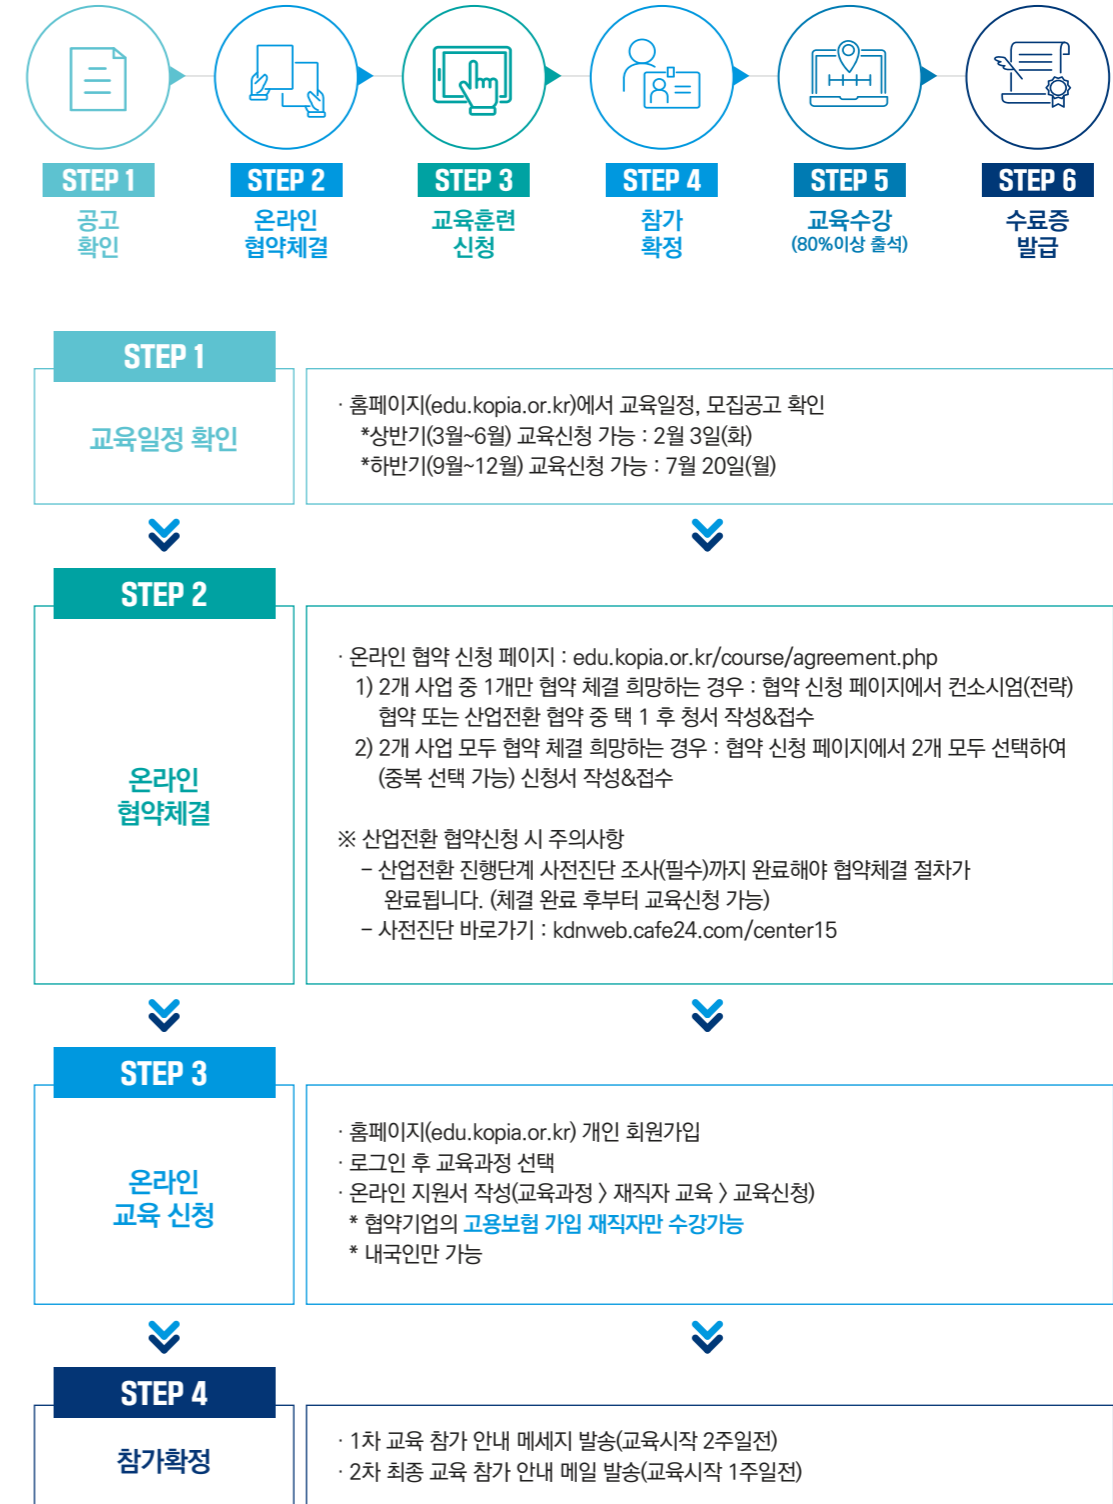 STEP 1
공고
확인
STEP 2
온라인
협약체결
STEP 3
교육훈련
신청
STEP 4
참가
확정
STEP 5
교육수강
(80%이상 출석)
STEP 6
수료증
발급
STEP 1
교육일정 확인
· 홈페이지(edu.kopia.or.kr)에서 교육일정, 모집공고 확인
*상반기(3월~6월) 교육신청 가능 : 2월 3일(화)
*하반기(9월~12월) 교육신청 가능 : 7월 20일(월)
STEP 2
온라인
협약체결
· 온라인 협약 신청 페이지 : edu.kopia.or.kr/course/agreement.php
1) 2개 사업 중 1개만 협약 체결 희망하는 경우 : 협약 신청 페이지에서 컨소시엄(전략)
협약 또는 산업전환 협약 중 택 1 후 청서 작성&접수
2) 2개 사업 모두 협약 체결 희망하는 경우 : 협약 신청 페이지에서 2개 모두 선택하여
(중복 선택 가능) 신청서 작성&접수
※ 산업전환 협약신청 시 주의사항
– 산업전환 진행단계 사전진단 조사(필수)까지 완료해야 협약체결 절차가
완료됩니다. (체결 완료 후부터 교육신청 가능)
– 사전진단 바로가기 : kdnweb.cafe24.com/center15
STEP 3
온라인
교육 신청
· 홈페이지(edu.kopia.or.kr) 개인 회원가입
· 로그인 후 교육과정 선택
· 온라인 지원서 작성(교육과정 > 재직자 교육 > 교육신청)
* 협약기업의 고용보험 가입 재직자만 수강가능
* 내국인만 가능
STEP 4
참가확정
· 1차 교육 참가 안내 메세지 발송(교육시작 2주일전)
· 2차 최종 교육 참가 안내 메일 발송(교육시작 1주일전)